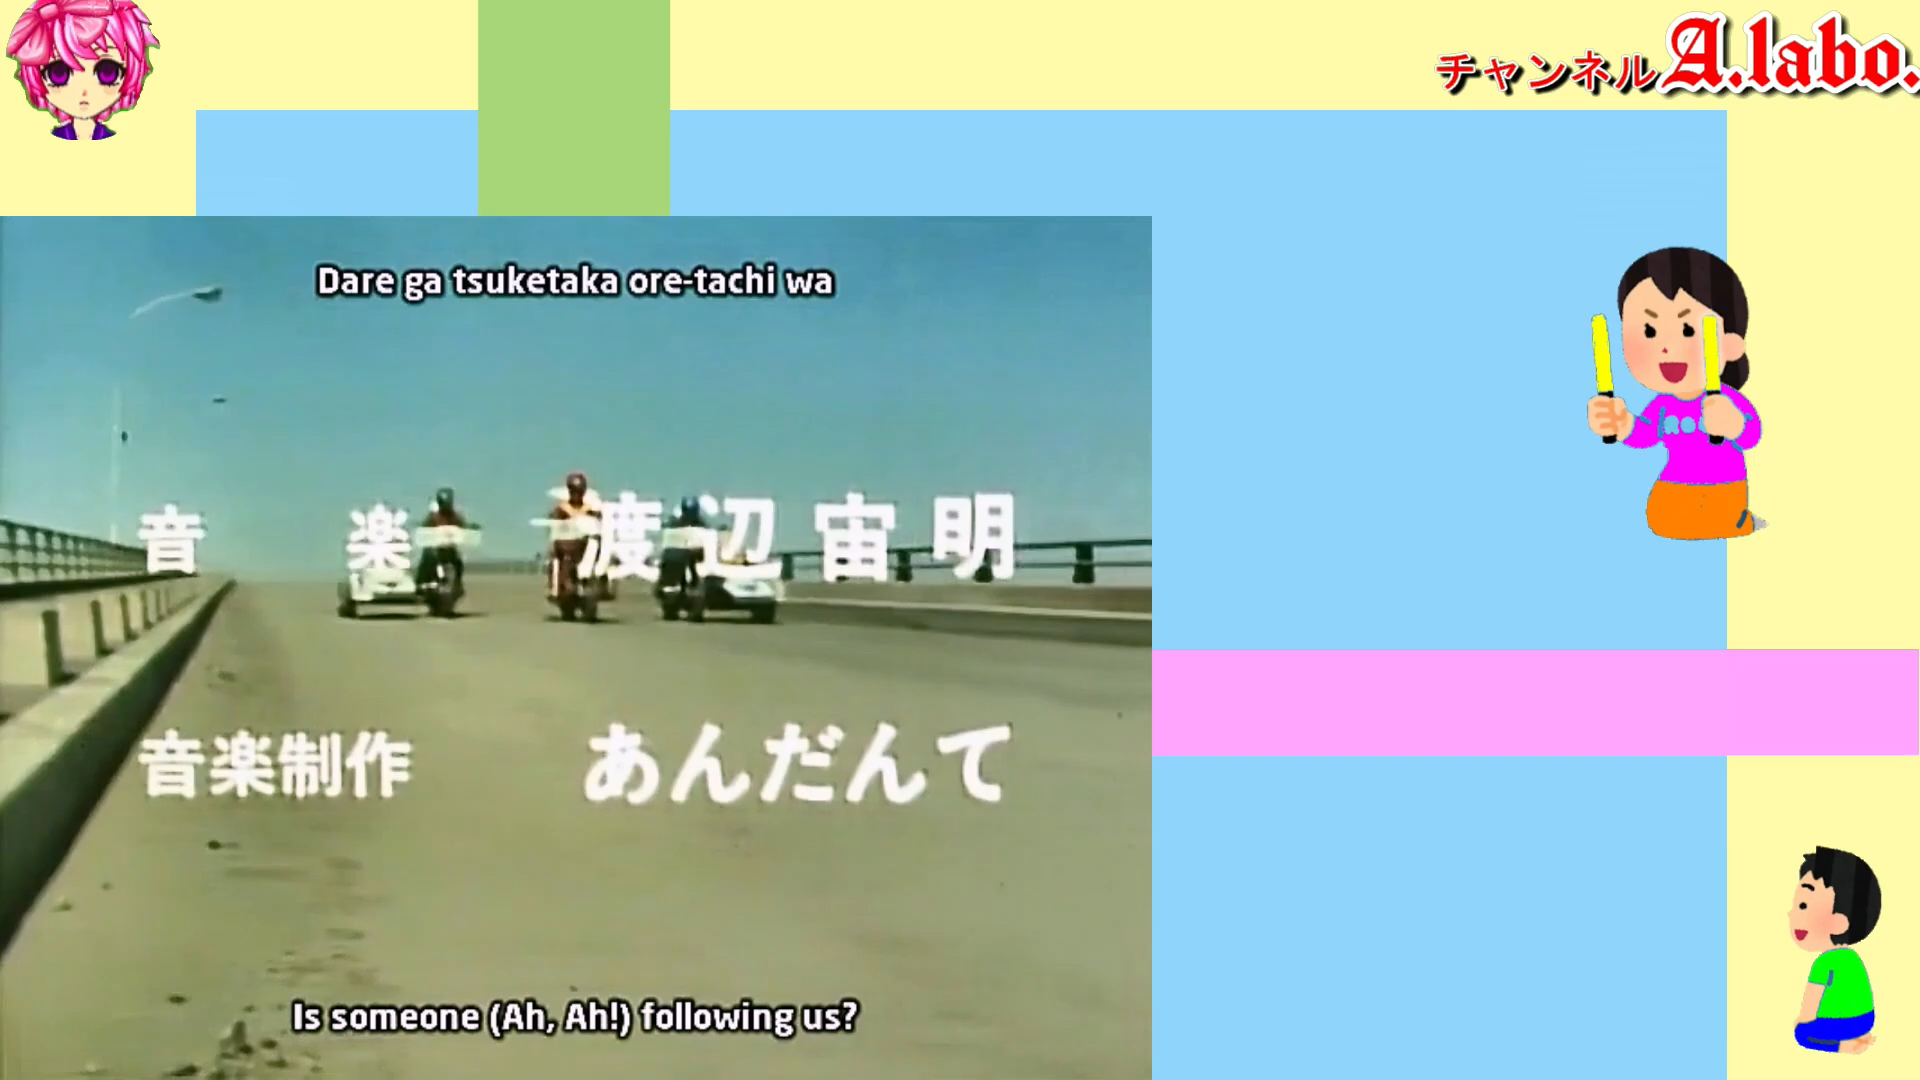 チャンネル A.labo.
Dare ga tsuketaka ore-tachi wa
音 楽 渡辺宙明
音楽制作 あんだんて
Is someone (Ah, Ah!) following us?